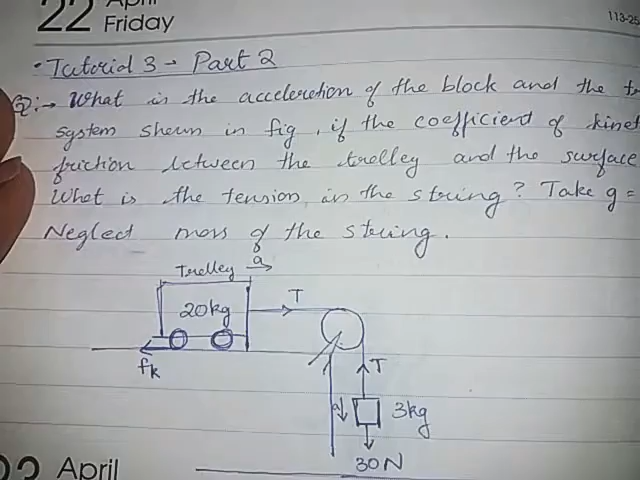 22 April
Friday
113-25
• Tutorial 3 - Part 2
Q:→ What is the acceleration of the block and the
system shown in fig, if the coefficient of kinet
friction between the trolley and the surface
What is the tension in the string? Take g =
Neglect mass of the string.
Trolley a
20kg
T
fk
T
a
3kg
30N
April